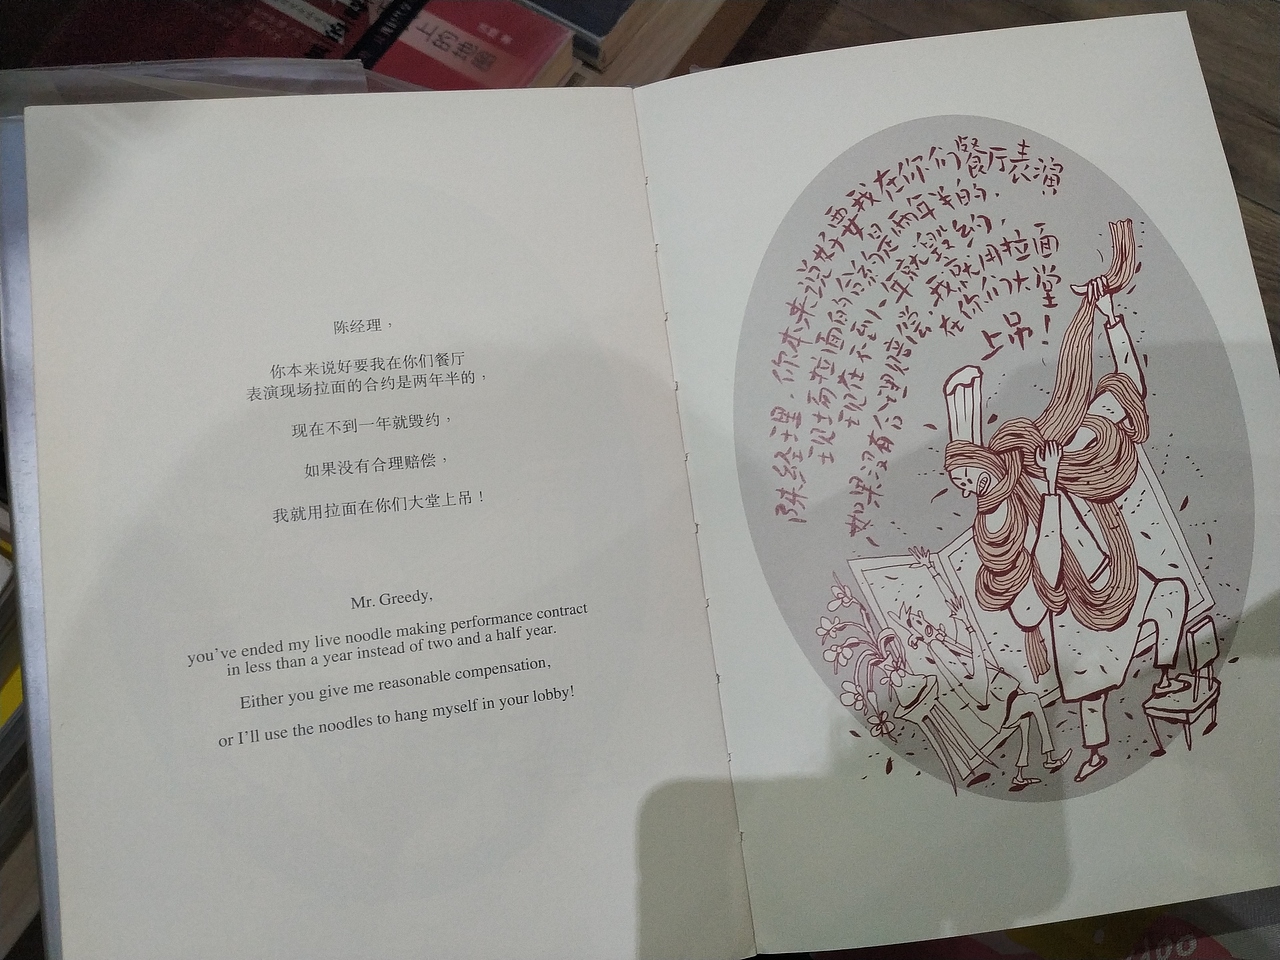 陈经理，
你本来说好要我在你们餐厅
表演现场拉面的合约是两年半的，
现在不到一年就毁约，
如果没有合理赔偿，
我就用拉面在你们大堂上吊！
Mr. Greedy,
you've ended my live noodle making performance contract
in less than a year instead of two and a half year.
Either you give me reasonable compensation,
or I'll use the noodles to hang myself in your lobby!
陈经理，你本来说好要我在你们餐厅表演
现场拉面的合约是两年半的，
现在不到一年就毁约，
如果没有合理赔偿，我就用拉面
在你们大堂
上吊！
上的地